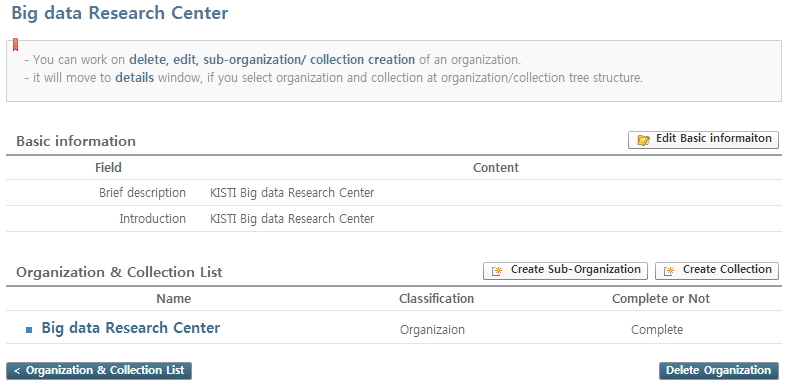 Big data Research Center
- You can work on delete, edit, sub-organization/ collection creation of an organization.
- it will move to details window, if you select organization and collection at organization/collection tree structure.
Basic information
Edit Basic informaiton
Field Content
Brief description KISTI Big data Research Center
Introduction KISTI Big data Research Center
Organization & Collection List
Create Sub-Organization
Create Collection
Name Classification Complete or Not
Big data Research Center Organizaion Complete
< Organization & Collection List
Delete Organization